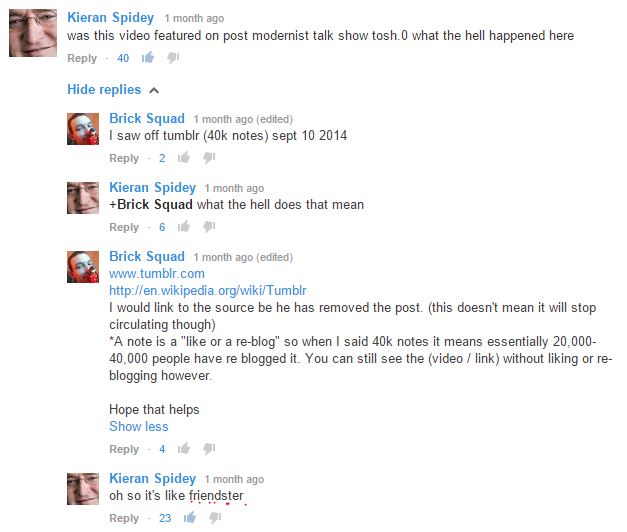 Kieran Spidey 1 month ago
was this video featured on post modernist talk show tosh.0 what the hell happened here
Reply · 40
Hide replies
Brick Squad 1 month ago (edited)
I saw off tumblr (40k notes) sept 10 2014
Reply · 2
Kieran Spidey 1 month ago
+Brick Squad what the hell does that mean
Reply · 6
Brick Squad 1 month ago (edited)
www.tumblr.com
http://en.wikipedia.org/wiki/Tumblr
I would link to the source be he has removed the post. (this doesn't mean it will stop
circulating though)
*A note is a "like or a re-blog" so when I said 40k notes it means essentially 20,000-
40,000 people have re blogged it. You can still see the (video / link) without liking or re-
blogging however.
Hope that helps
Show less
Reply · 4
Kieran Spidey 1 month ago
oh so it's like friendster
Reply · 23